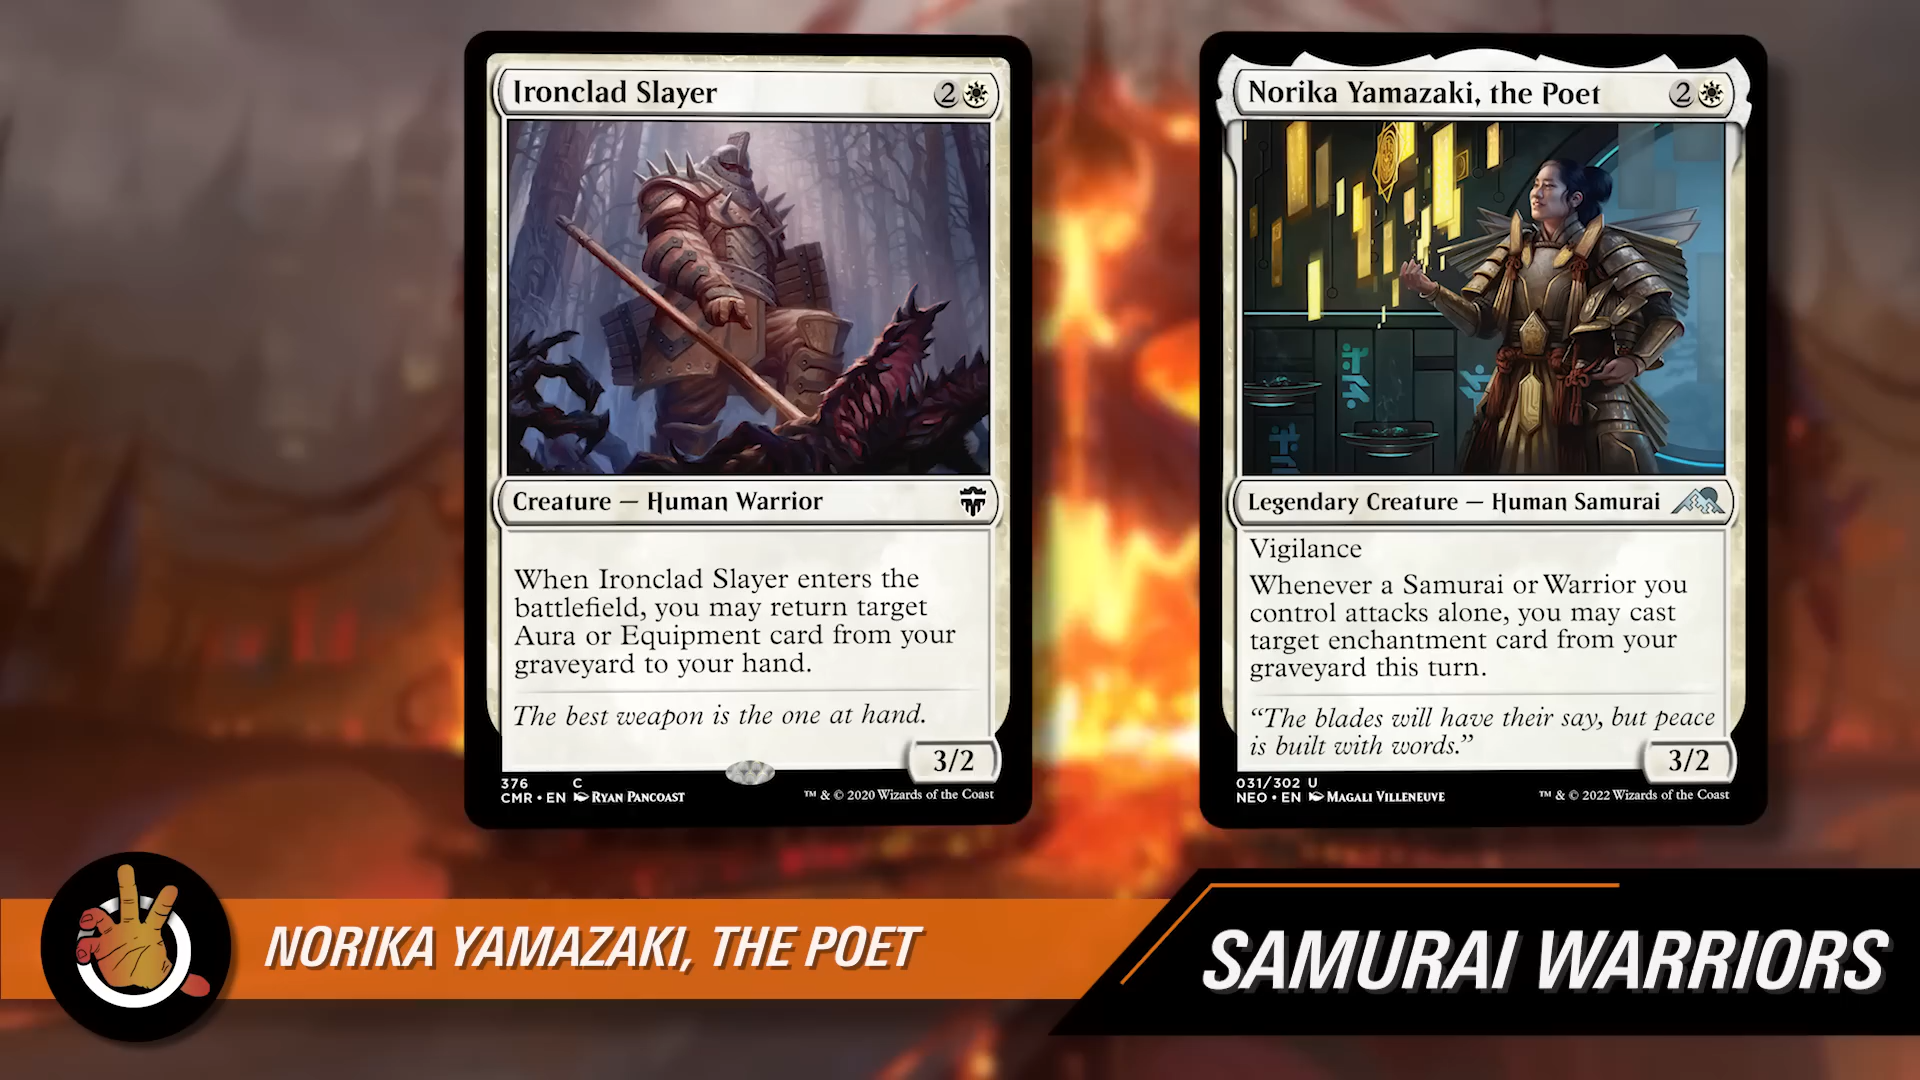 Ironclad Slayer 2
Creature — Human Warrior
When Ironclad Slayer enters the
battlefield, you may return target
Aura or Equipment card from your
graveyard to your hand.
The best weapon is the one at hand.
3/2
376 C
CMR • EN RYAN PANCOAST
™ & © 2020 Wizards of the Coast
Norika Yamazaki, the Poet 2
Legendary Creature — Human Samurai
Vigilance
Whenever a Samurai or Warrior you
control attacks alone, you may cast
target enchantment card from your
graveyard this turn.
“The blades will have their say, but peace
is built with words.”
3/2
031/302 U
NEO • EN MAGALI VILLENEUVE
™ & © 2022 Wizards of the Coast
NORIKA YAMAZAKI, THE POET
SAMURAI WARRIORS